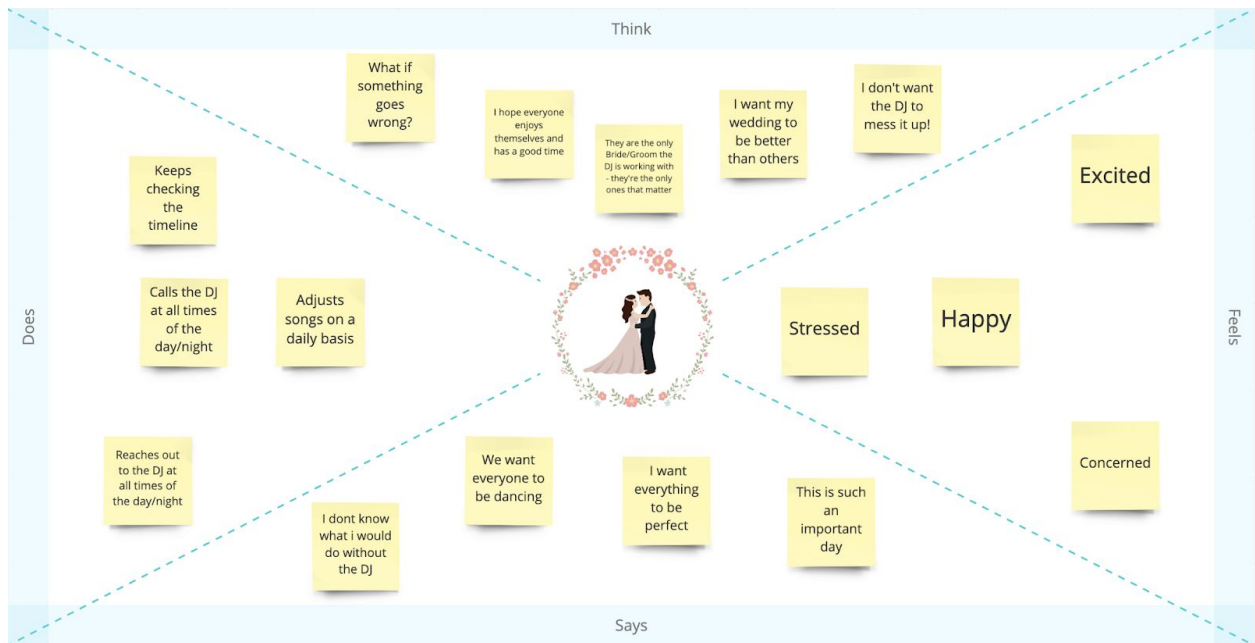 Think
What if
something
goes
wrong?
I hope everyone
enjoys
themselves and
has a good time
They are the only
Bride/Groom the
DJ is working with
- they're the only
ones that matter
I want my
wedding to
be better
than others
I don't want
the DJ to
mess it up!
Does
Keeps
checking
the
timeline
Calls the DJ
at all times
of the
day/night
Adjusts
songs on a
daily basis
Reaches out
to the DJ at
all times of
the day/night
Excited
Stressed
Happy
Concerned
Feels
I dont know
what i would
do without
the DJ
We want
everyone to
be dancing
I want
everything
to be
perfect
This is such
an
important
day
Says